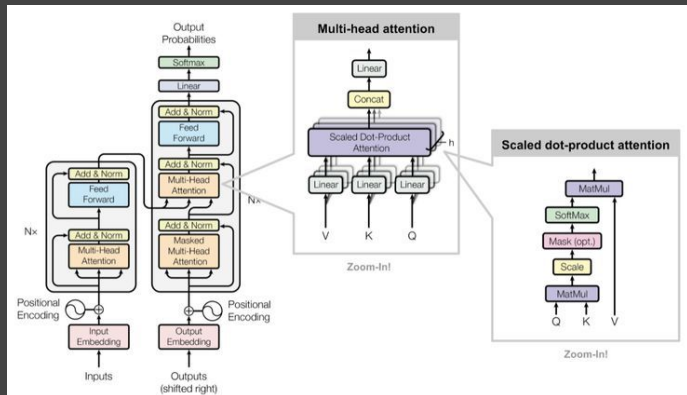 Output
Probabilities
Softmax
Linear
Add & Norm
Feed
Forward
Add & Norm
Multi-Head
Attention
Add & Norm
Masked
Multi-Head
Attention
N×
Positional
Encoding
Output
Embedding
Outputs
(shifted right)
Add & Norm
Feed
Forward
N×
Add & Norm
Multi-Head
Attention
Positional
Encoding
Input
Embedding
Inputs
Multi-head attention
Linear
Concat
Scaled Dot-Product
Attention
h
Linear Linear Linear
V K Q
Zoom-In!
Scaled dot-product attention
MatMul
SoftMax
Mask (opt.)
Scale
MatMul
Q K V
Zoom-In!